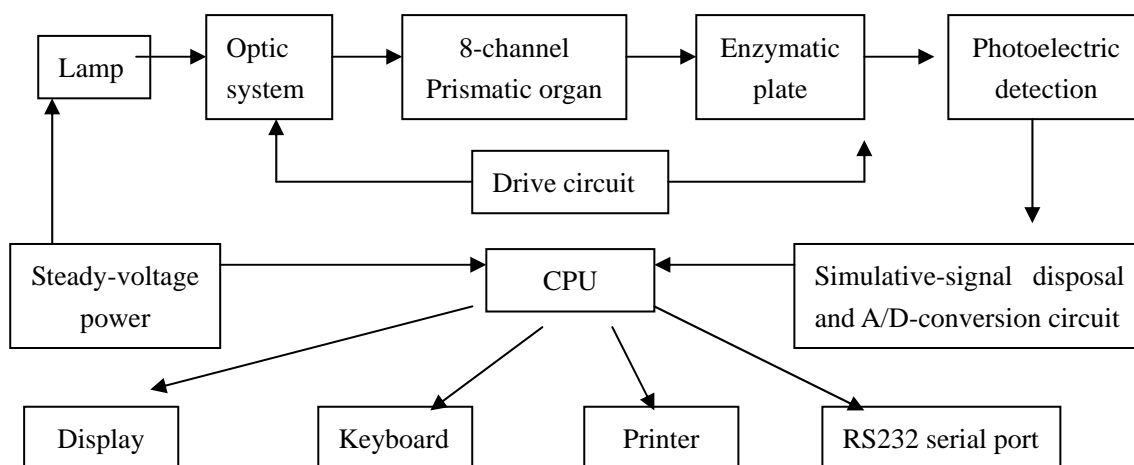 Lamp
Optic
system
8-channel
Prismatic organ
Enzymatic
plate
Photoelectric
detection
Drive circuit
Steady-voltage
power
CPU
Simulative-signal disposal
and A/D-conversion circuit
Display
Keyboard
Printer
RS232 serial port